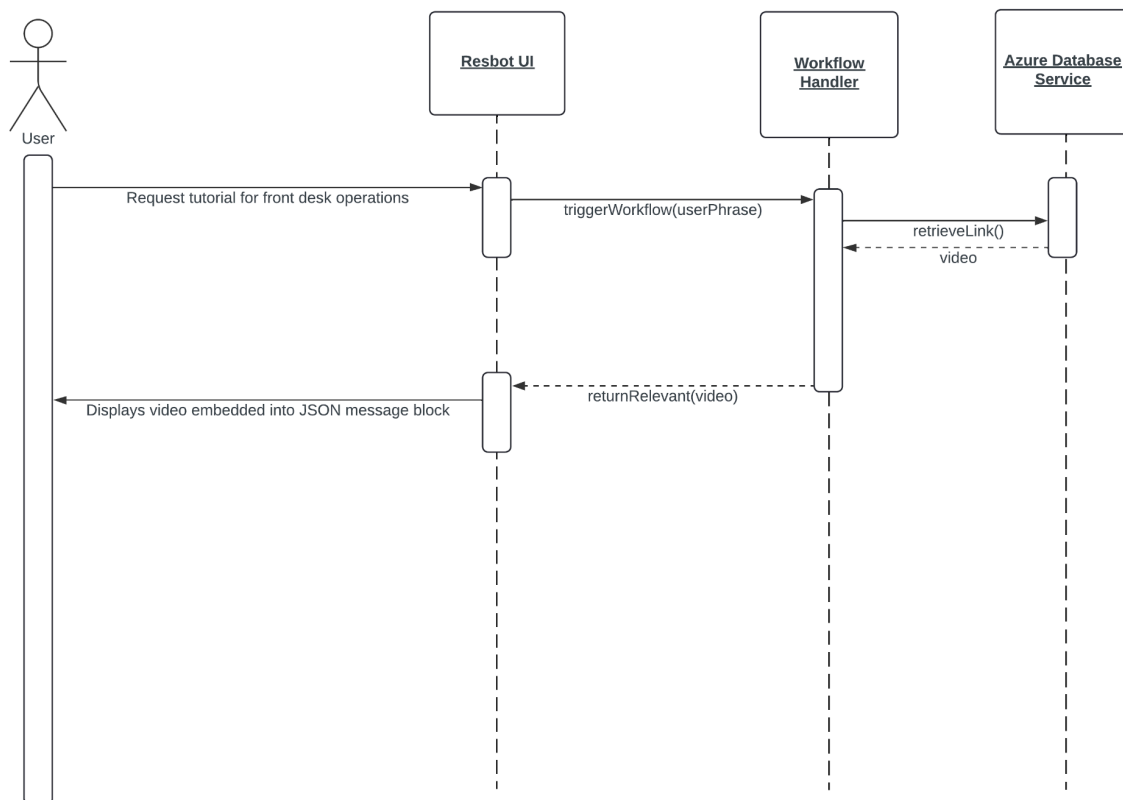 Resbot UI
Workflow
Handler
Azure Database
Service
User
Request tutorial for front desk operations
triggerWorkflow(userPhrase)
retrieveLink()
video
returnRelevant(video)
Displays video embedded into JSON message block